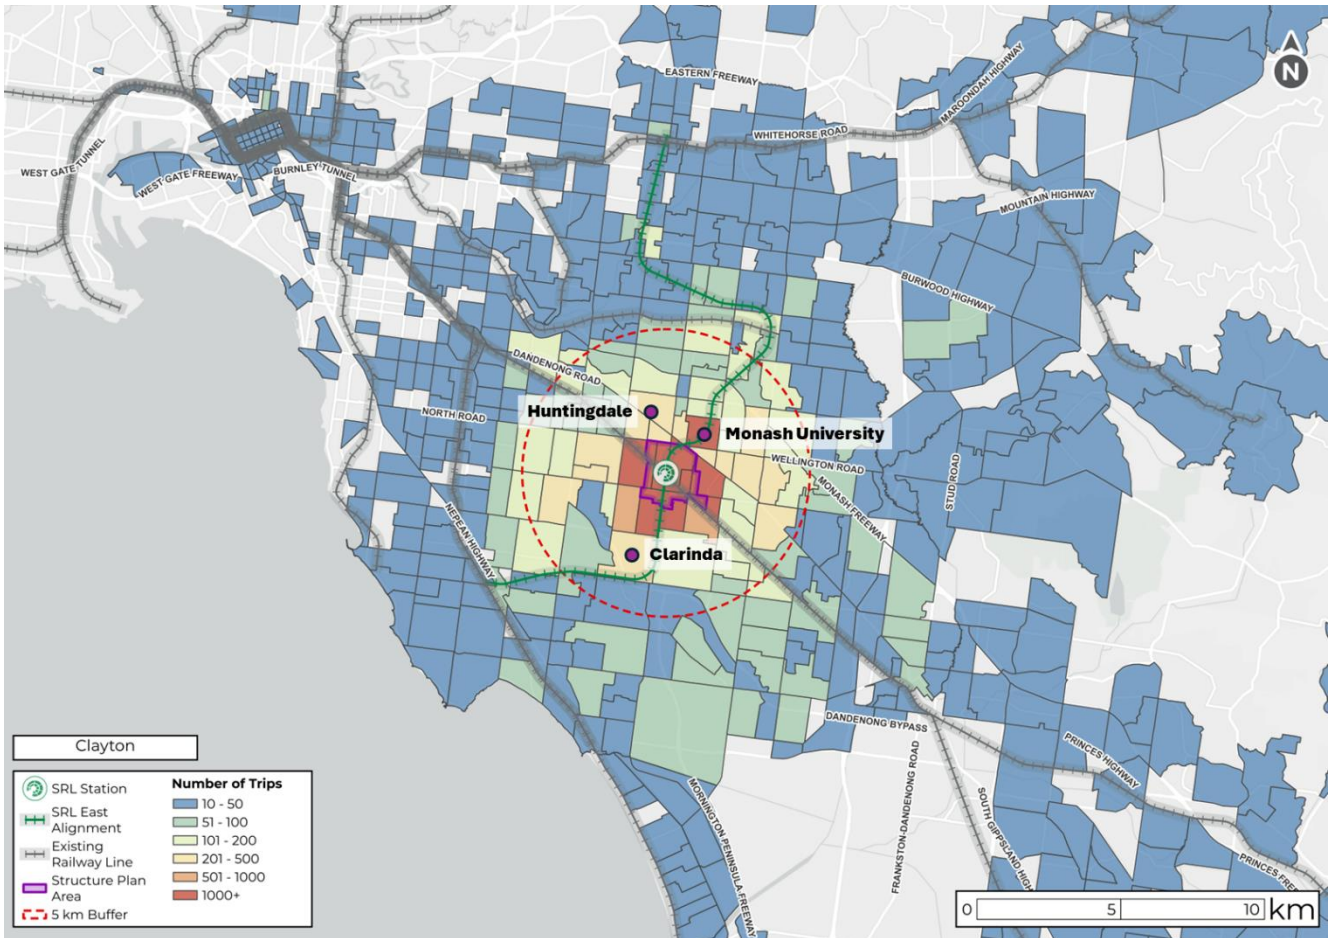 N
EASTERN FREEWAY
MAROONDAH HIGHWAY
WHITEHORSE ROAD
WEST GATE TUNNEL
WEST GATE FREEWAY
BURNLEY TUNNEL
MOUNTAIN HIGHWAY
BURWOOD HIGHWAY
DANDENONG ROAD
NORTH ROAD
Huntingdale
Monash University
WELLINGTON ROAD
STUD ROAD
MONASH FREEWAY
NEPEAN HIGHWAY
Clarinda
DANDENONG BYPASS
PRINCES HIGHWAY
FRANKSTON-DANDENONG ROAD
MORNINGTON PENINSULA FREEWAY
SOUTH GIPPSLAND HIGH
PRINCES FREE
Clayton
SRL Station
SRL East
Alignment
Existing
Railway Line
Structure Plan
Area
5 km Buffer
Number of Trips
10 - 50
51 - 100
101 - 200
201 - 500
501 - 1000
1000+
0 5 10 km